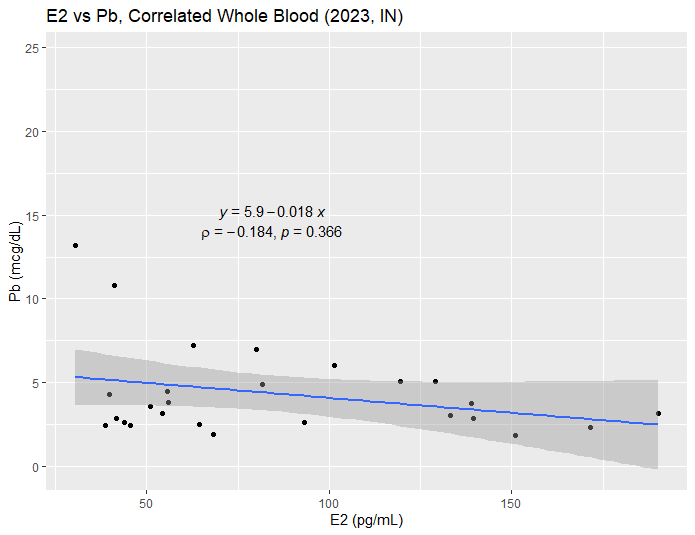 E2 vs Pb, Correlated Whole Blood (2023, IN)
25
20
15
10
5
0
Pb (mcg/dL)
y = 5.9 − 0.018 x
ρ = −0.184, p = 0.366
50
100
150
E2 (pg/mL)